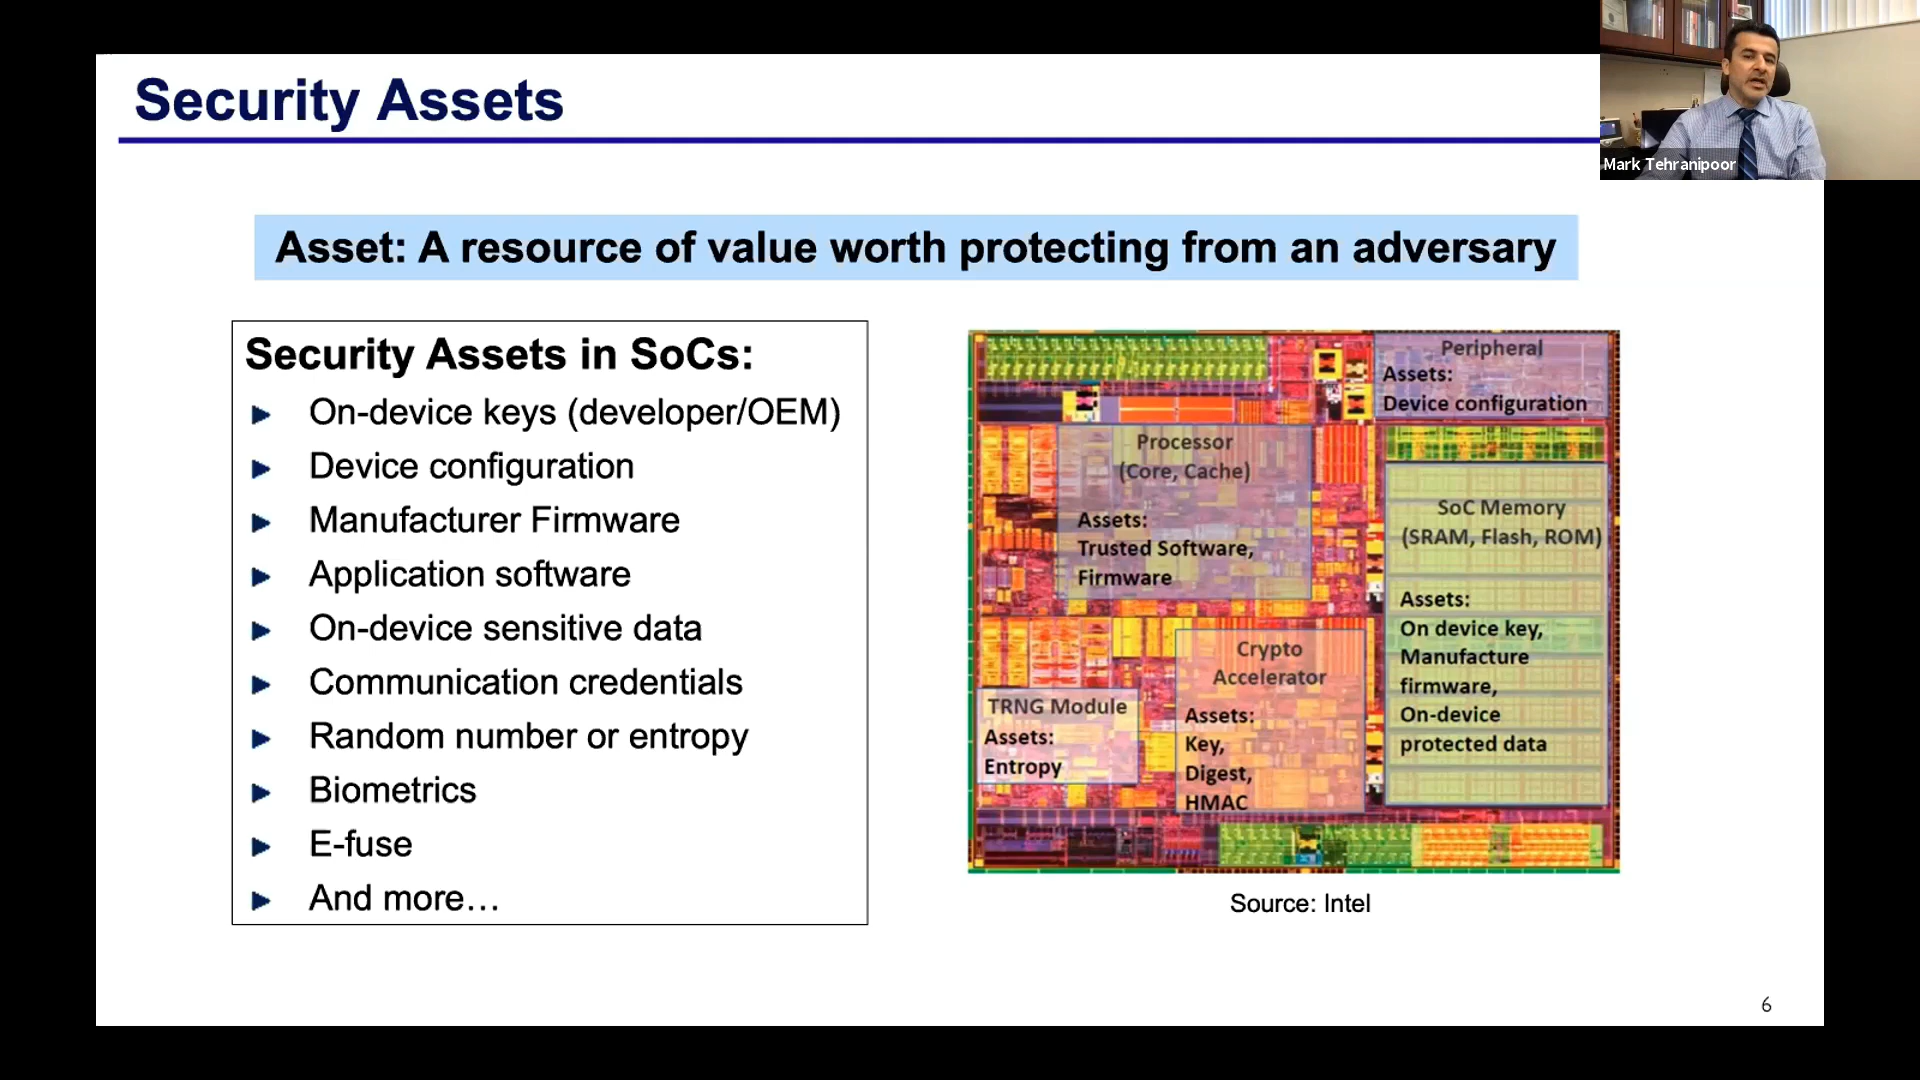 Security Assets
Mark Tehranipoor
Asset: A resource of value worth protecting from an adversary
Security Assets in SoCs:
On-device keys (developer/OEM)
Device configuration
Manufacturer Firmware
Application software
On-device sensitive data
Communication credentials
Random number or entropy
Biometrics
E-fuse
And more…
Peripheral
Assets:
Device configuration
Processor
(Core, Cache)
Assets:
Trusted Software,
Firmware
SoC Memory
(SRAM, Flash, ROM)
Assets:
On device key,
Manufacture
firmware,
On-device
protected data
Crypto
Accelerator
Assets:
Key,
Digest,
HMAC
TRNG Module
Assets:
Entropy
Source: Intel
6